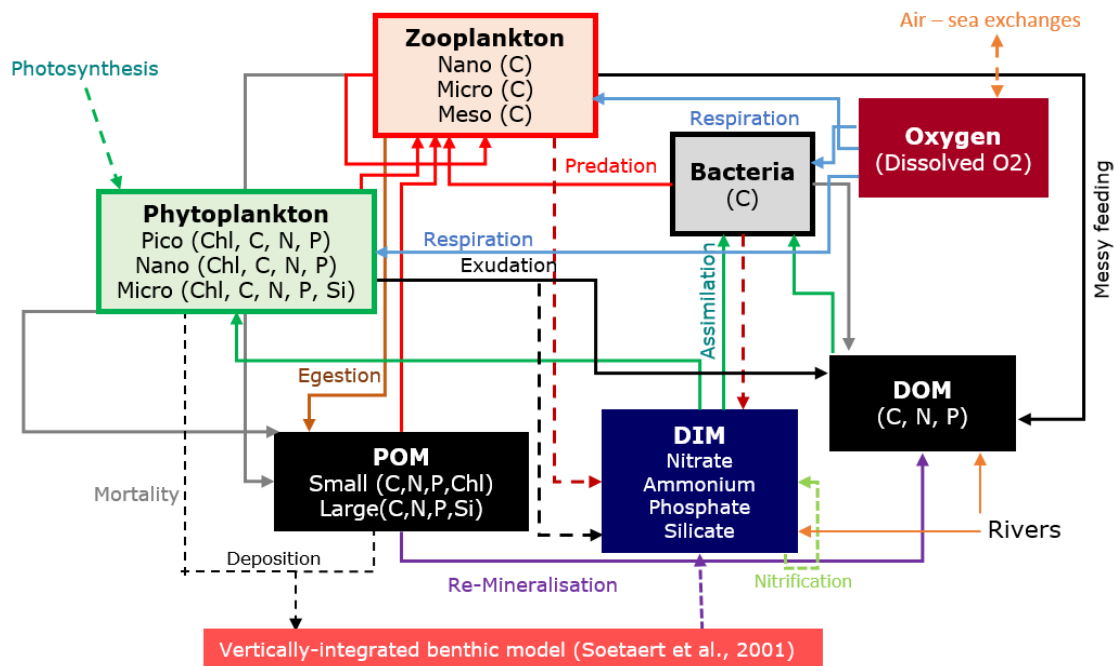 Air – sea exchanges
Photosynthesis
Zooplankton
Nano (C)
Micro (C)
Meso (C)
Respiration
Oxygen
(Dissolved O2)
Predation
Bacteria
(C)
Messy feeding
Phytoplankton
Pico (Chl, C, N, P)
Nano (Chl, C, N, P)
Micro (Chl, C, N, P, Si)
Respiration
Exudation
Assimilation
Egestion
DOM
(C, N, P)
POM
Small (C,N,P,Chl)
Large(C,N,P,Si)
DIM
Nitrate
Ammonium
Phosphate
Silicate
Mortality
Rivers
Deposition
Re-Mineralisation
Nitrification
Vertically-integrated benthic model (Soetaert et al., 2001)